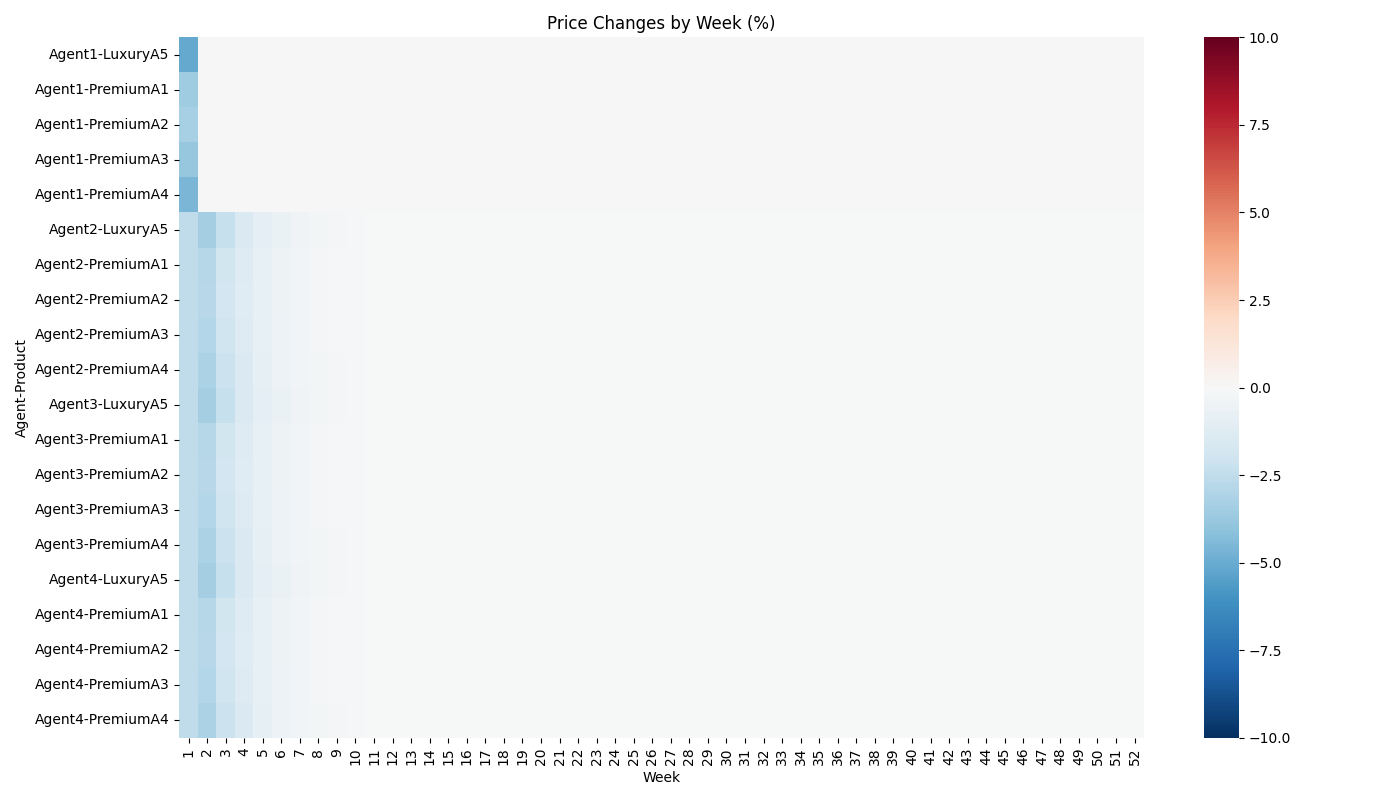 Price Changes by Week (%)
Agent-Product
Agent1-LuxuryA5
Agent1-PremiumA1
Agent1-PremiumA2
Agent1-PremiumA3
Agent1-PremiumA4
Agent2-LuxuryA5
Agent2-PremiumA1
Agent2-PremiumA2
Agent2-PremiumA3
Agent2-PremiumA4
Agent3-LuxuryA5
Agent3-PremiumA1
Agent3-PremiumA2
Agent3-PremiumA3
Agent3-PremiumA4
Agent4-LuxuryA5
Agent4-PremiumA1
Agent4-PremiumA2
Agent4-PremiumA3
Agent4-PremiumA4
1 2 3 4 5 6 7 8 9 10 11 12 13 14 15 16 17 18 19 20 21 22 23 24 25 26 27 28 29 30 31 32 33 34 35 36 37 38 39 40 41 42 43 44 45 46 47 48 49 50 51 52
Week
10.0
7.5
5.0
2.5
0.0
−2.5
−5.0
−7.5
−10.0